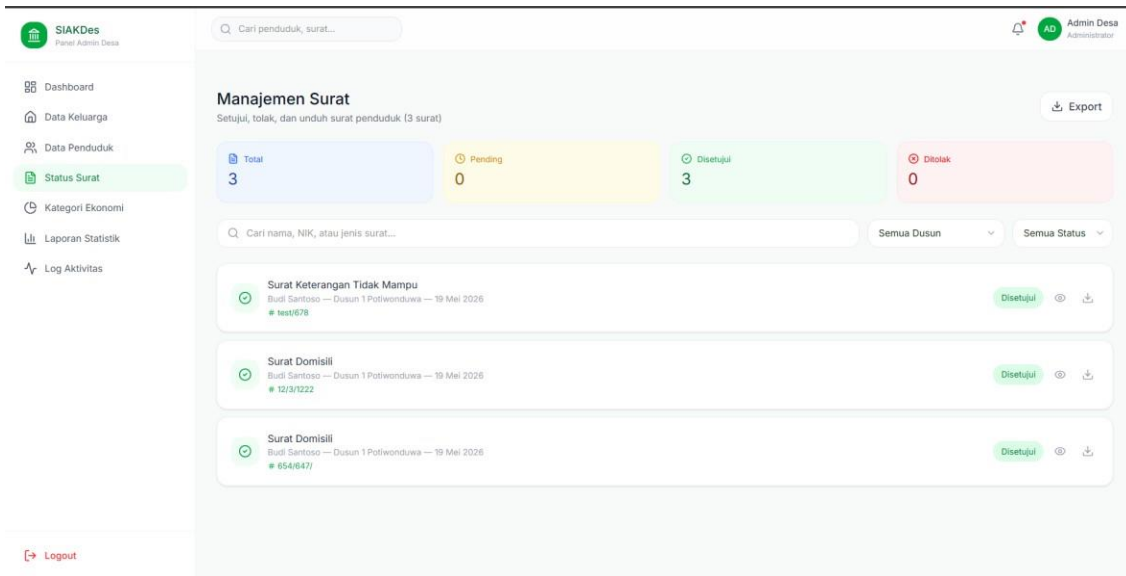 SIAKDes
Panel Admin Desa
Cari penduduk, surat...
AD
Admin Desa
Administrator
Dashboard
Data Keluarga
Data Penduduk
Status Surat
Kategori Ekonomi
Laporan Statistik
Log Aktivitas
Logout
Manajemen Surat
Setujui, tolak, dan unduh surat penduduk (3 surat)
Export
Total
3
Pending
0
Disetujui
3
Ditolak
0
Cari nama, NIK, atau jenis surat...
Semua Dusun
Semua Status
Surat Keterangan Tidak Mampu
Budi Santoso — Dusun 1 Potiwonduwa — 19 Mei 2026
# test/678
Disetujui
Surat Domisili
Budi Santoso — Dusun 1 Potiwonduwa — 19 Mei 2026
# 12/3/1222
Disetujui
Surat Domisili
Budi Santoso — Dusun 1 Potiwonduwa — 19 Mei 2026
# 654/647/
Disetujui